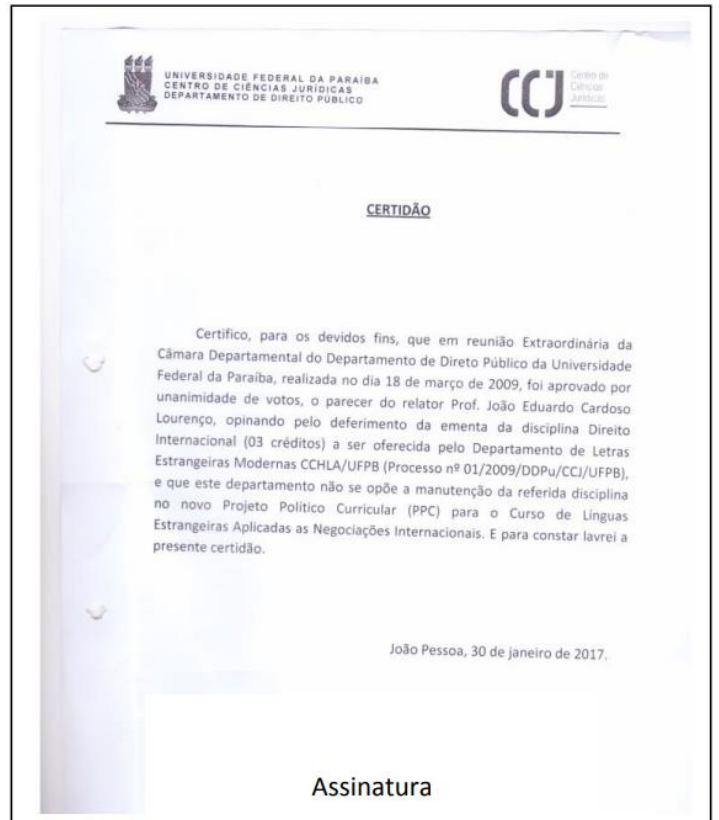 UNIVERSIDADE FEDERAL DA PARAÍBA
CENTRO DE CIÊNCIAS JURÍDICAS
DEPARTAMENTO DE DIREITO PÚBLICO
CCJ
Centro de
Ciências
Jurídicas
CERTIDÃO
Certifico, para os devidos fins, que em reunião Extraordinária da
Câmara Departamental do Departamento de Direto Público da Universidade
Federal da Paraíba, realizada no dia 18 de março de 2009, foi aprovado por
unanimidade de votos, o parecer do relator Prof. João Eduardo Cardoso
Lourenço, opinando pelo deferimento da ementa da disciplina Direito
Internacional (03 créditos) a ser oferecida pelo Departamento de Letras
Estrangeiras Modernas CCHLA/UFPB (Processo nº 01/2009/DDPu/CCJ/UFPB),
e que este departamento não se opõe a manutenção da referida disciplina
no novo Projeto Político Curricular (PPC) para o Curso de Línguas
Estrangeiras Aplicadas as Negociações Internacionais. E para constar lavrei a
presente certidão.
João Pessoa, 30 de janeiro de 2017.
Assinatura